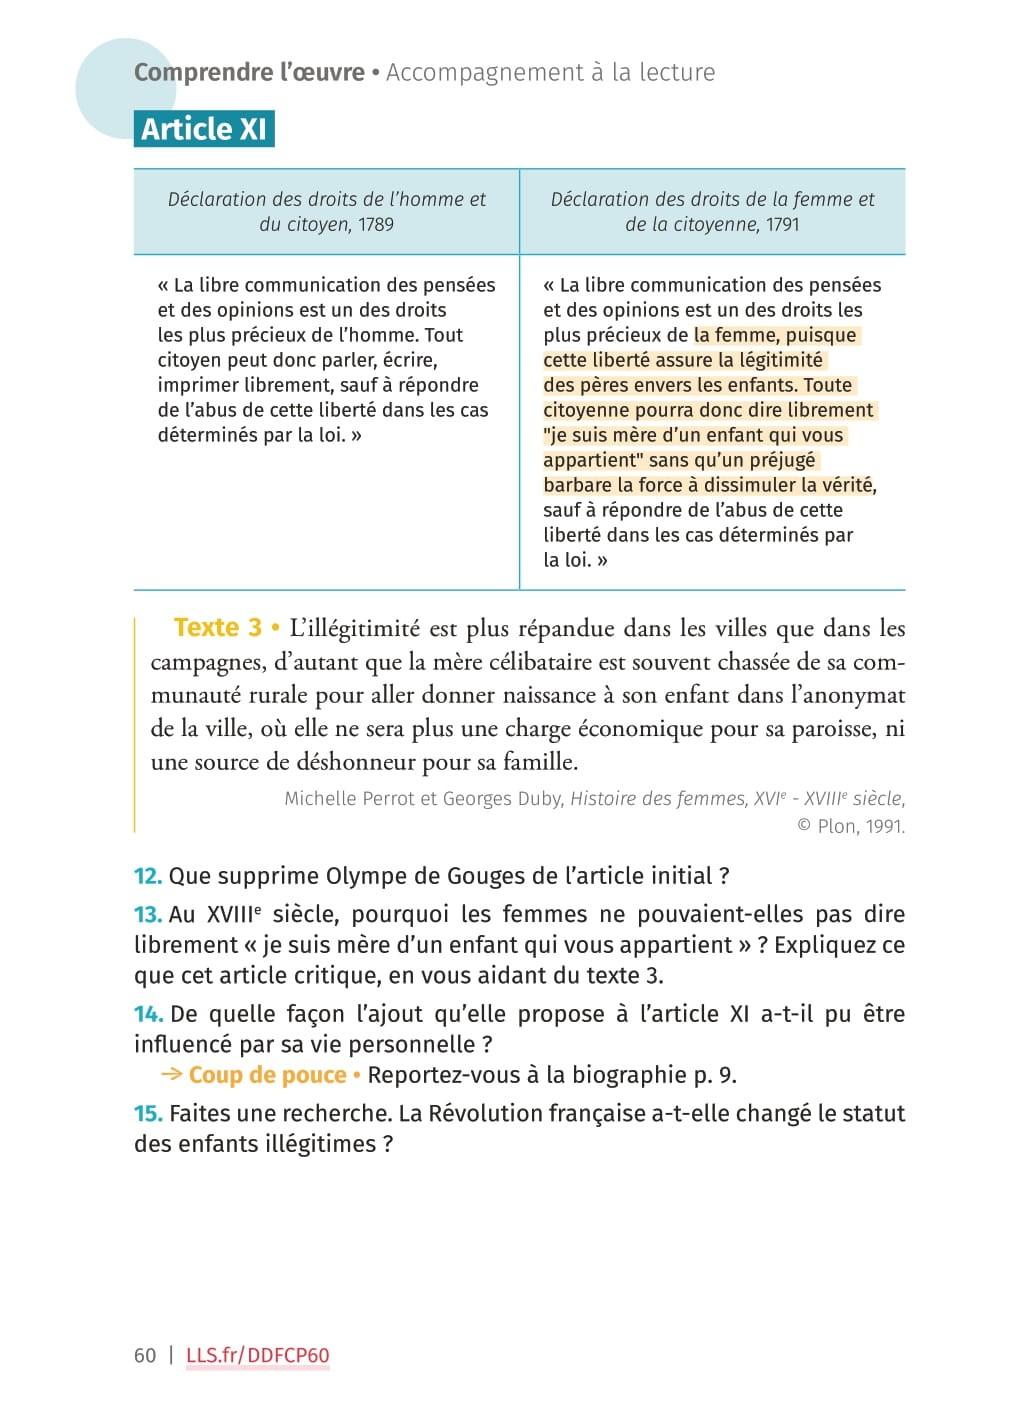 Comprendre l’œuvre • Accompagnement à la lecture
Article XI
Déclaration des droits de l’homme et
du citoyen, 1789
Déclaration des droits de la femme et
de la citoyenne, 1791
« La libre communication des pensées
et des opinions est un des droits
les plus précieux de l’homme. Tout
citoyen peut donc parler, écrire,
imprimer librement, sauf à répondre
de l’abus de cette liberté dans les cas
déterminés par la loi. »
« La libre communication des pensées
et des opinions est un des droits les
plus précieux de la femme, puisque
cette liberté assure la légitimité
des pères envers les enfants. Toute
citoyenne pourra donc dire librement
"je suis mère d’un enfant qui vous
appartient" sans qu’un préjugé
barbare la force à dissimuler la vérité,
sauf à répondre de l’abus de cette
liberté dans les cas déterminés par
la loi. »
Texte 3 • L’illégitimité est plus répandue dans les villes que dans les
campagnes, d’autant que la mère célibataire est souvent chassée de sa com-
munauté rurale pour aller donner naissance à son enfant dans l’anonymat
de la ville, où elle ne sera plus une charge économique pour sa paroisse, ni
une source de déshonneur pour sa famille.
Michelle Perrot et Georges Duby, Histoire des femmes, XVIe - XVIIIe siècle,
© Plon, 1991.
12. Que supprime Olympe de Gouges de l’article initial ?
13. Au XVIIIe siècle, pourquoi les femmes ne pouvaient-elles pas dire
librement « je suis mère d’un enfant qui vous appartient » ? Expliquez ce
que cet article critique, en vous aidant du texte 3.
14. De quelle façon l’ajout qu’elle propose à l’article XI a-t-il pu être
influencé par sa vie personnelle ?
→ Coup de pouce • Reportez-vous à la biographie p. 9.
15. Faites une recherche. La Révolution française a-t-elle changé le statut
des enfants illégitimes ?
60 | LLS.fr/DDFCP60